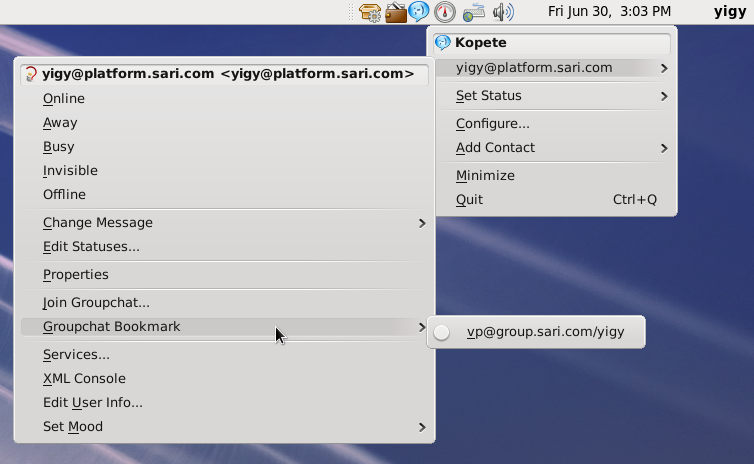 Fri Jun 30, 3:03 PM yigy
Kopete
yigy@platform.sari.com
Set Status
Configure...
Add Contact
Minimize
Quit Ctrl+Q
yigy@platform.sari.com <yigy@platform.sari.com>
Online
Away
Busy
Invisible
Offline
Change Message
Edit Statuses...
Properties
Join Groupchat...
Groupchat Bookmark
Services...
XML Console
Edit User Info...
Set Mood
vp@group.sari.com/yigy